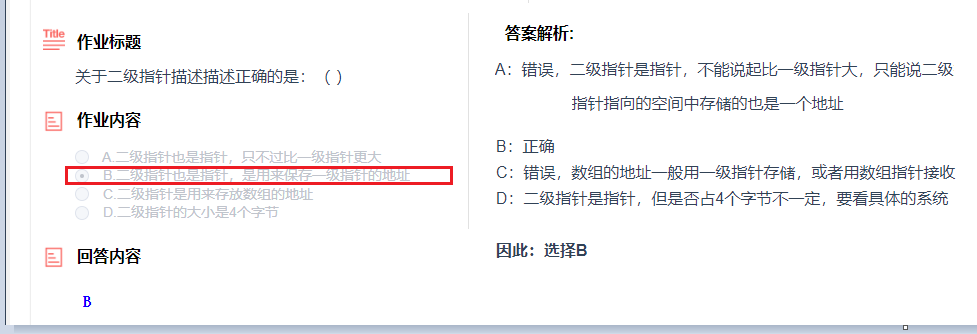 Title
作业标题
关于二级指针描述描述正确的是：（ ）
作业内容
A.二级指针也是指针，只不过比一级指针更大
B.二级指针也是指针，是用来保存一级指针的地址
C.二级指针是用来存放数组的地址
D.二级指针的大小是4个字节
回答内容
B
答案解析：
A：错误，二级指针是指针，不能说起比一级指针大，只能说二级
指针指向的空间中存储的也是一个地址
B：正确
C：错误，数组的地址一般用一级指针存储，或者用数组指针接收
D：二级指针是指针，但是否占4个字节不一定，要看具体的系统
因此：选择B